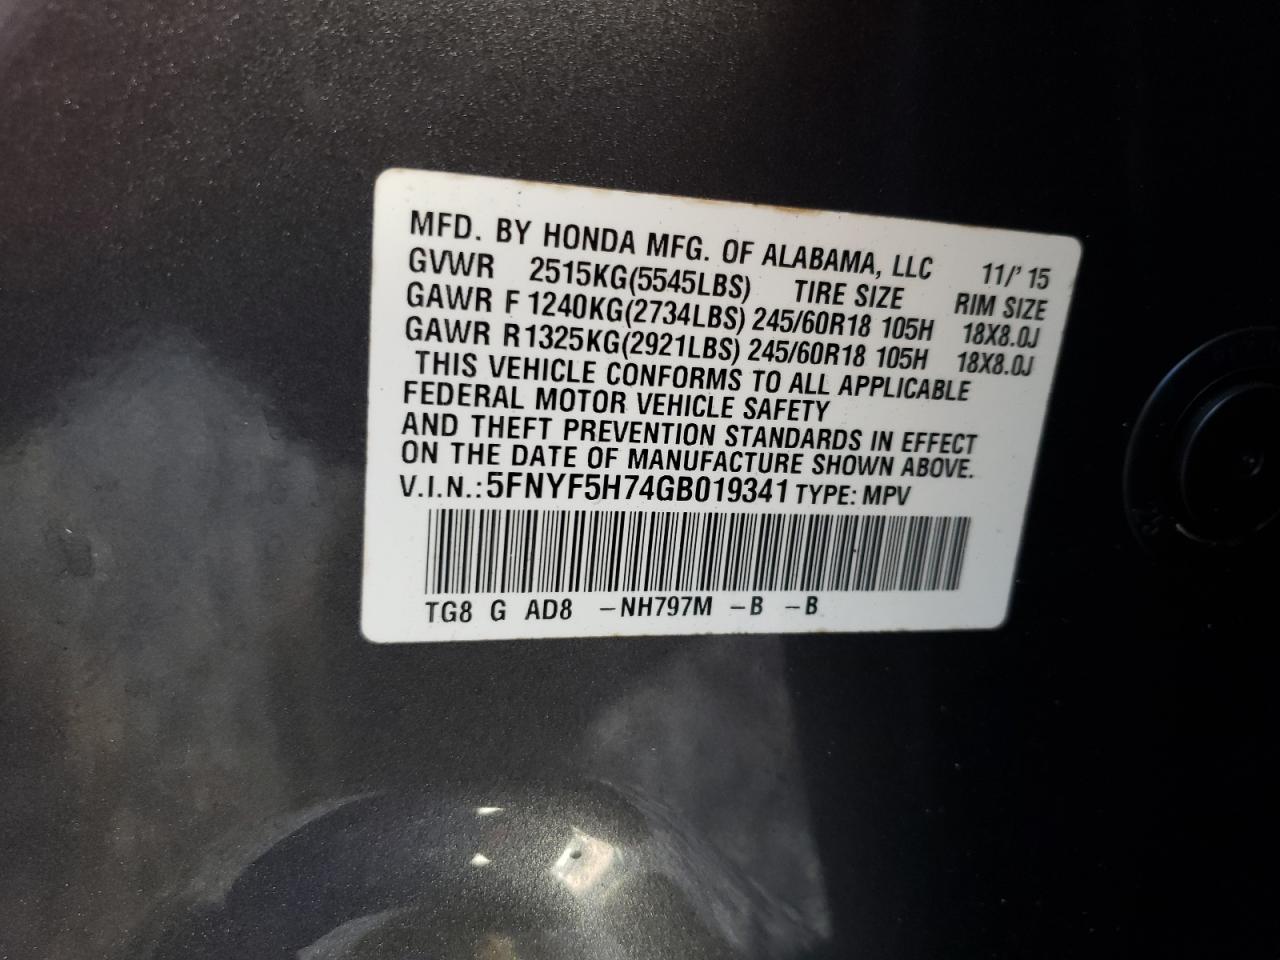 MFD. BY HONDA MFG. OF ALABAMA, LLC 11/' 15
GVWR 2515KG(5545LBS) TIRE SIZE RIM SIZE
GAWR F 1240KG(2734LBS) 245/60R18 105H 18X8.0J
GAWR R 1325KG(2921LBS) 245/60R18 105H 18X8.0J
THIS VEHICLE CONFORMS TO ALL APPLICABLE
FEDERAL MOTOR VEHICLE SAFETY
AND THEFT PREVENTION STANDARDS IN EFFECT
ON THE DATE OF MANUFACTURE SHOWN ABOVE.
V.I.N.: 5FNYF5H74GB019341 TYPE: MPV
TG8 G AD8 -NH797M -B -B